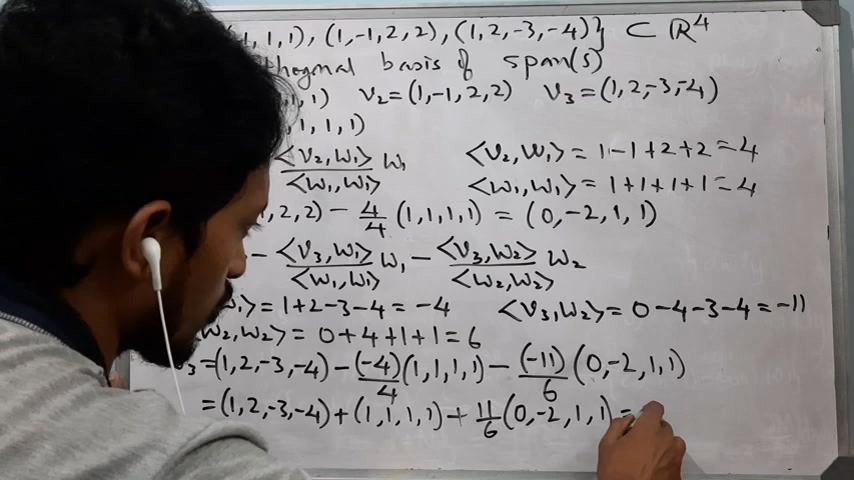 1, 1, 1), (1, -1, 2, 2), (1, 2, -3, -4)} ⊂ ℝ⁴
thogonal basis of span(S)
, 1) v₂ = (1, -1, 2, 2) v₃ = (1, 2, -3, -4)
, 1, 1, 1)
<v₂, w₁>/<w₁, w₁> w₁ <v₂, w₁> = 1-1+2+2 = 4
<w₁, w₁> = 1+1+1+1 = 4
, 2, 2) - 4/4 (1, 1, 1, 1) = (0, -2, 1, 1)
- <v₃, w₁>/<w₁, w₁> w₁ - <v₃, w₂>/<w₂, w₂> w₂
w₁> = 1+2-3-4 = -4 <v₃, w₂> = 0-4-3-4 = -11
w₂, w₂> = 0+4+1+1 = 6
₃ = (1, 2, -3, -4) - (-4)/4 (1, 1, 1, 1) - (-11)/6 (0, -2, 1, 1)
= (1, 2, -3, -4) + (1, 1, 1, 1) + 11/6 (0, -2, 1, 1) =